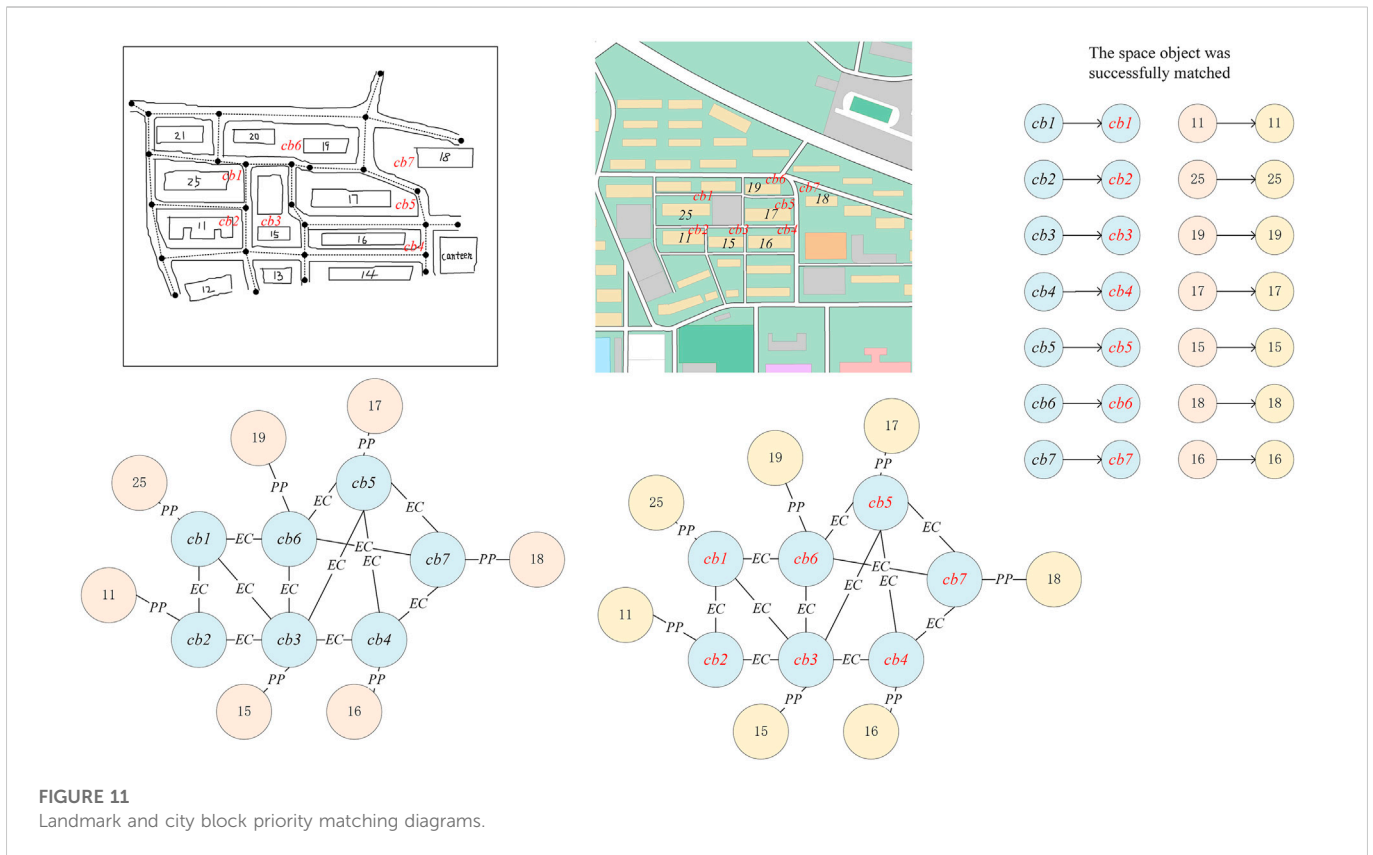 21
20
19
cb6
cb7
18
25
cb1
17
cb5
11
cb2
cb3
15
16
cb4
canteen
12
13
14
19
cb6
cb7
cb1
18
25
17
cb5
cb2
cb3
cb4
11
15
16
The space object was
successfully matched
cb1 cb1 11 11
cb2 cb2 25 25
cb3 cb3 19 19
cb4 cb4 17 17
cb5 cb5 15 15
cb6 cb6 18 18
cb7 cb7 16 16
17
19
PP
25
PP
cb5
PP
EC
EC
cb1
EC
cb6
EC
cb7
PP
18
EC
EC
11
EC
EC
EC
EC
PP
cb2
EC
cb3
EC
cb4
PP
PP
15
16
17
19
PP
25
PP
cb5
PP
EC
EC
cb1
EC
cb6
EC
cb7
PP
18
EC
EC
11
EC
EC
EC
EC
PP
cb2
EC
cb3
EC
cb4
PP
PP
15
16
FIGURE 11
Landmark and city block priority matching diagrams.